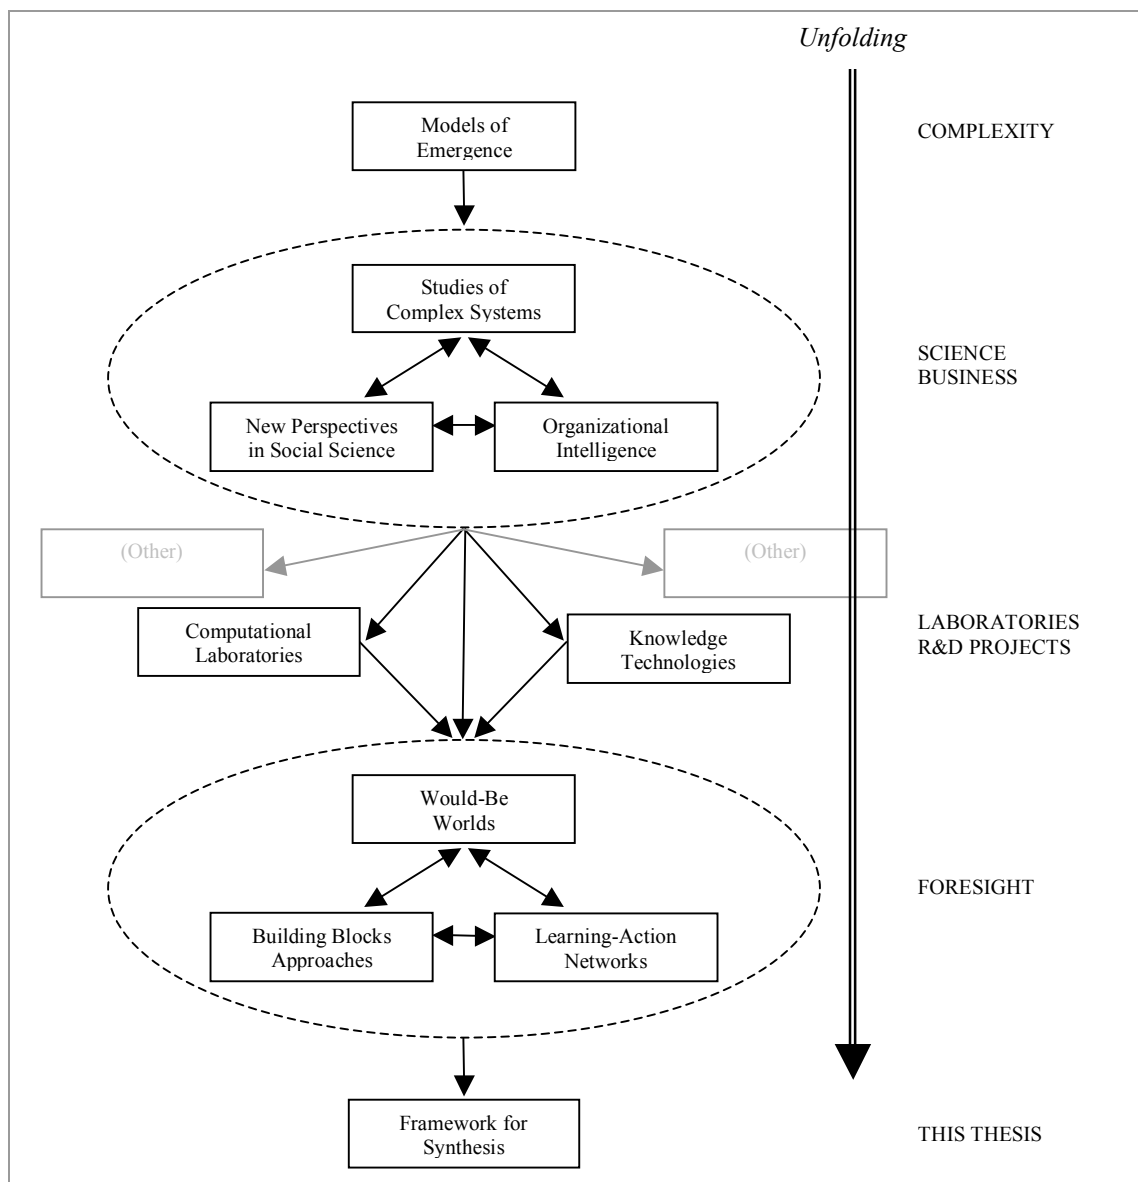 Unfolding
Models of
Emergence
COMPLEXITY
Studies of
Complex Systems
SCIENCE
BUSINESS
New Perspectives
in Social Science
Organizational
Intelligence
(Other)
(Other)
Computational
Laboratories
Knowledge
Technologies
LABORATORIES
R&D PROJECTS
Would-Be
Worlds
FORESIGHT
Building Blocks
Approaches
Learning-Action
Networks
Framework for
Synthesis
THIS THESIS